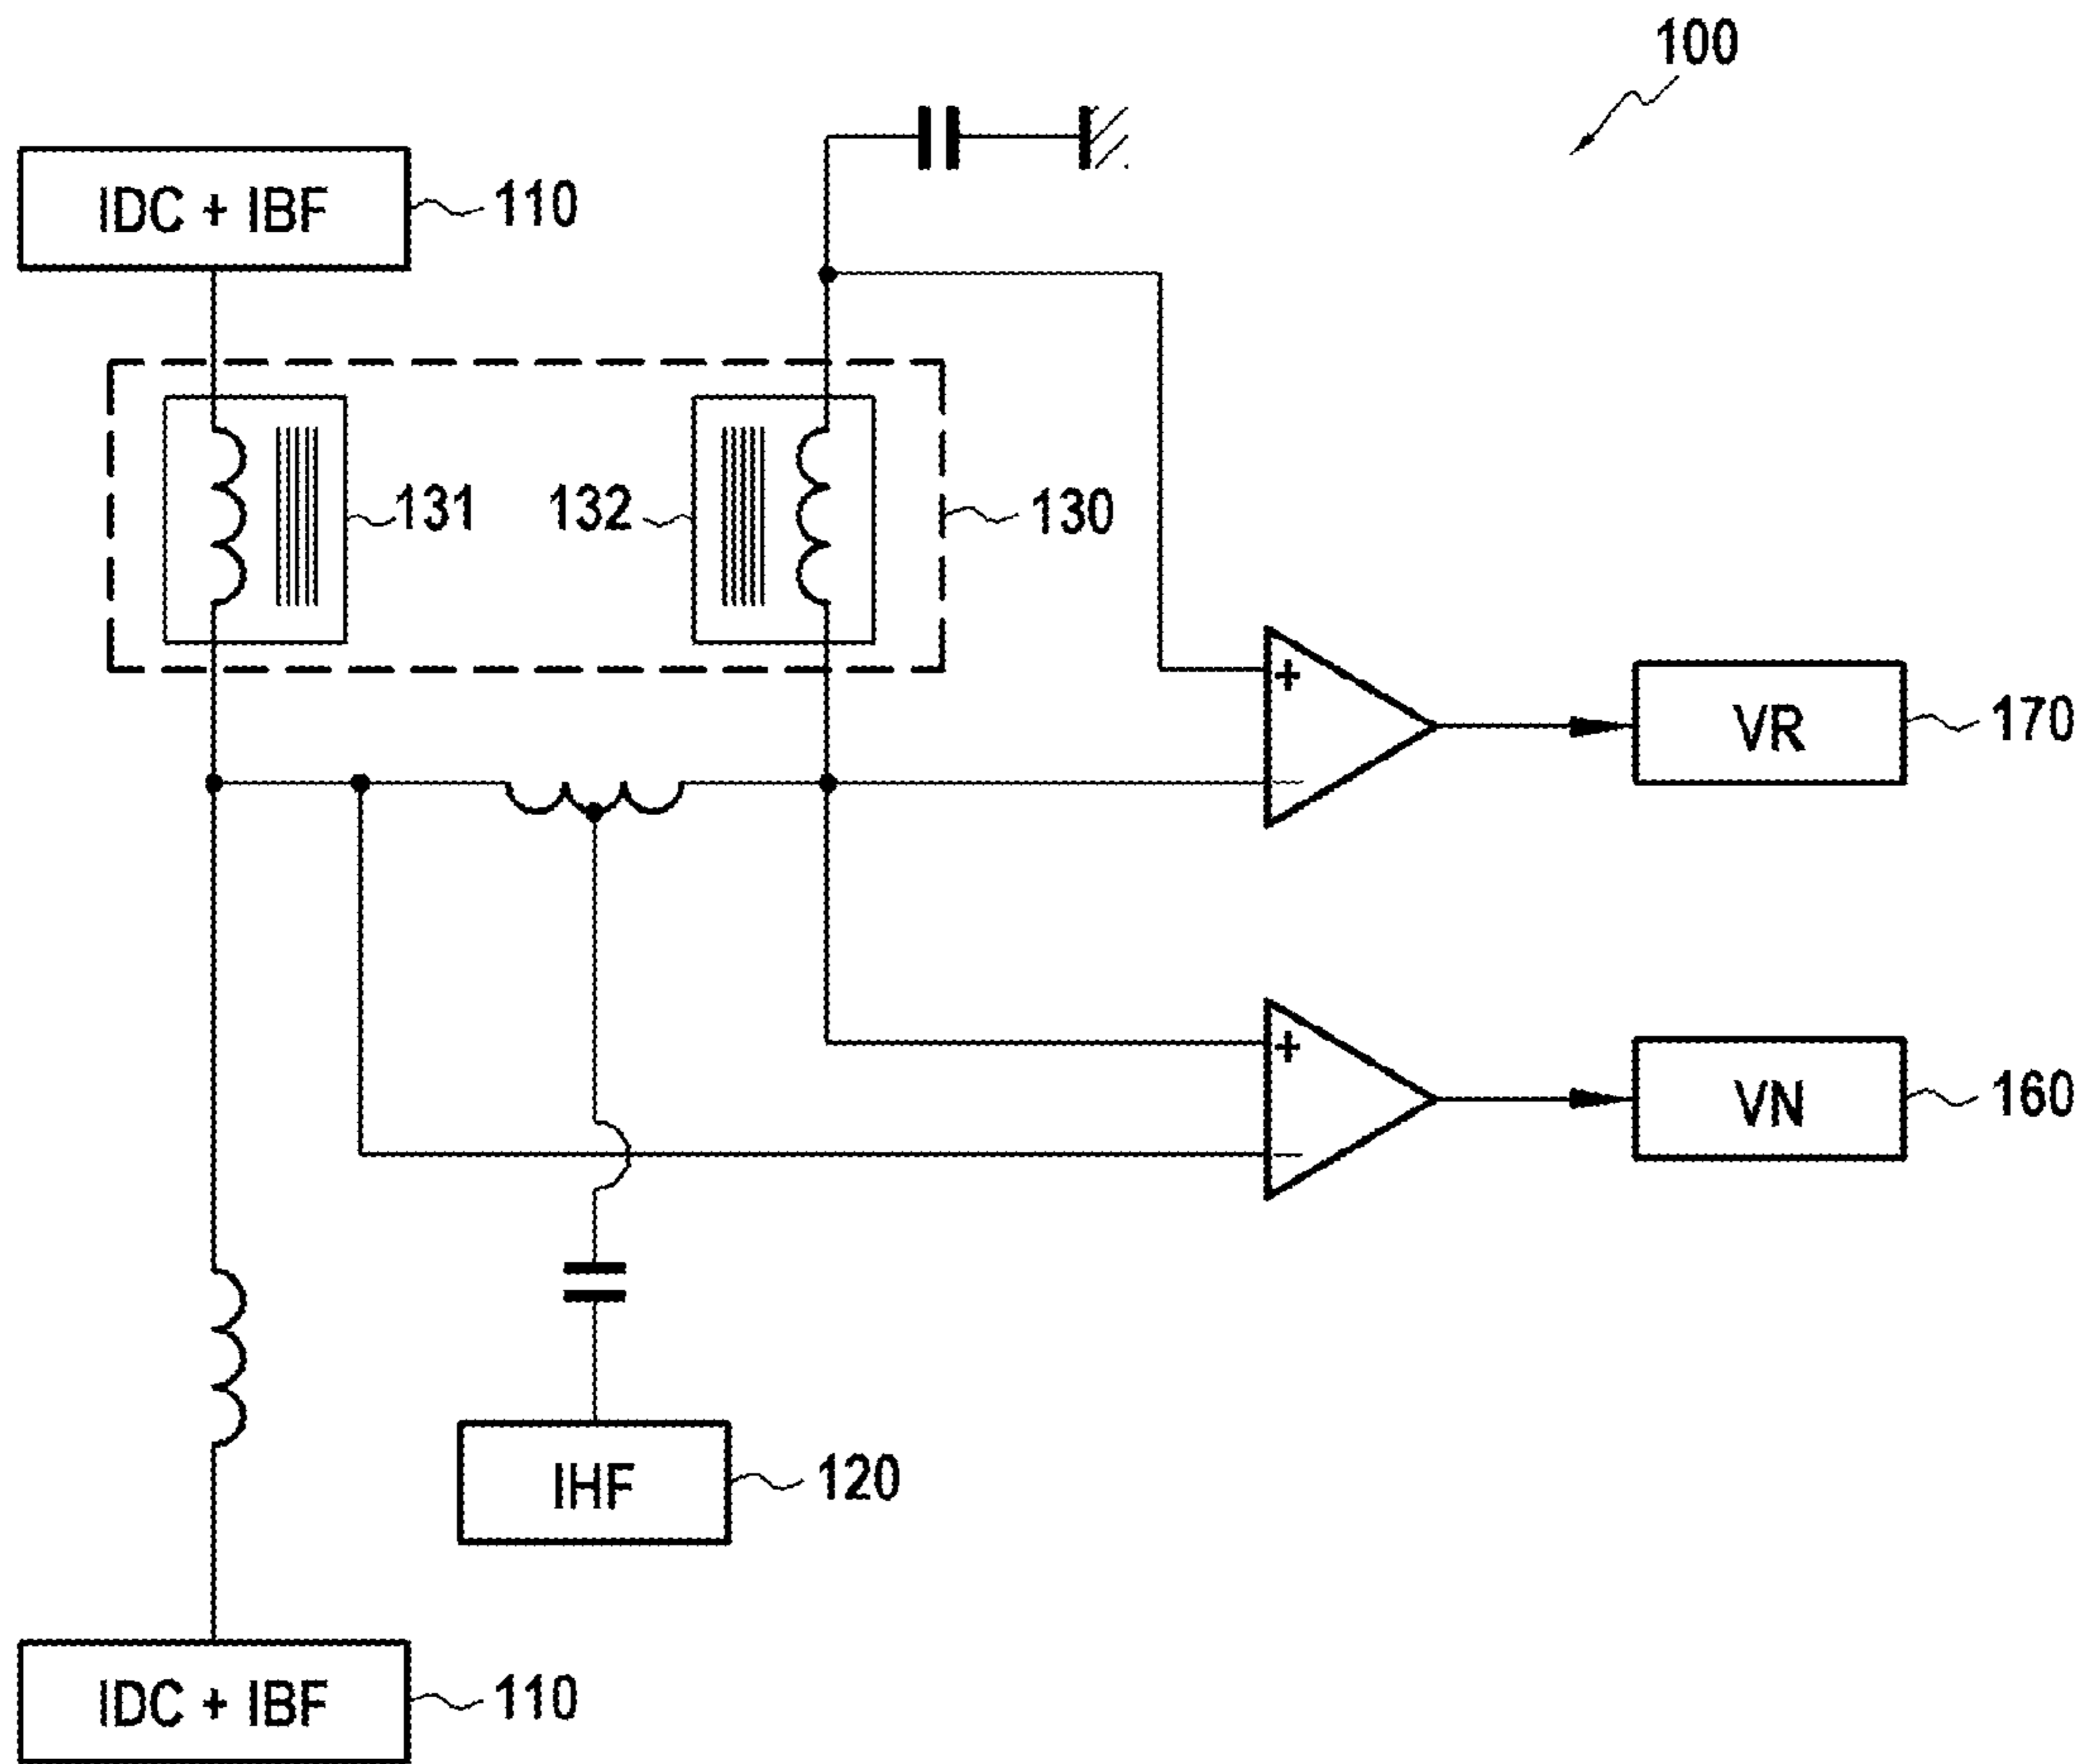 100
IDC + IBF
110
131
132
130
+
VR
170
−
+
VN
160
−
IHF
120
IDC + IBF
110